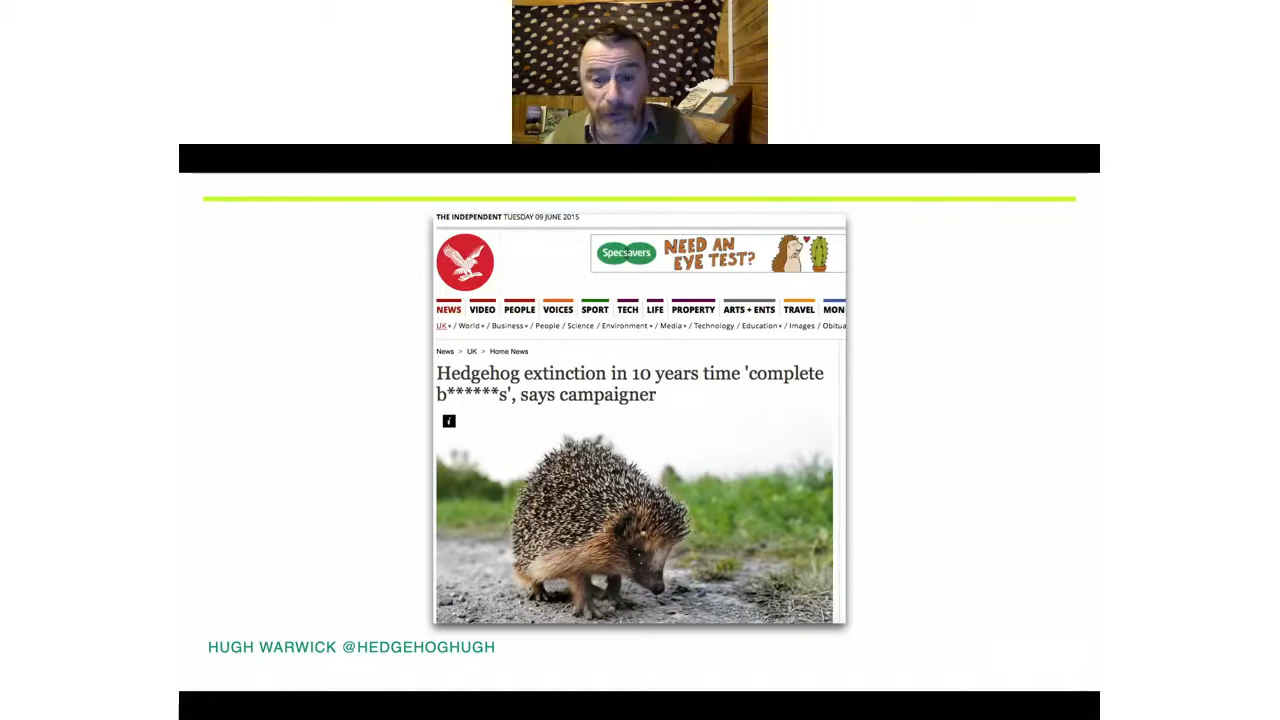 THE INDEPENDENT TUESDAY 09 JUNE 2015
Specsavers
NEED AN
EYE TEST?
NEWS VIDEO PEOPLE VOICES SPORT TECH LIFE PROPERTY ARTS + ENTS TRAVEL MON
UK / World / Business / People / Science / Environment / Media / Technology / Education / Images / Obitua
News > UK > Home News
Hedgehog extinction in 10 years time 'complete
b******s', says campaigner
i
HUGH WARWICK @HEDGEHOGHUGH